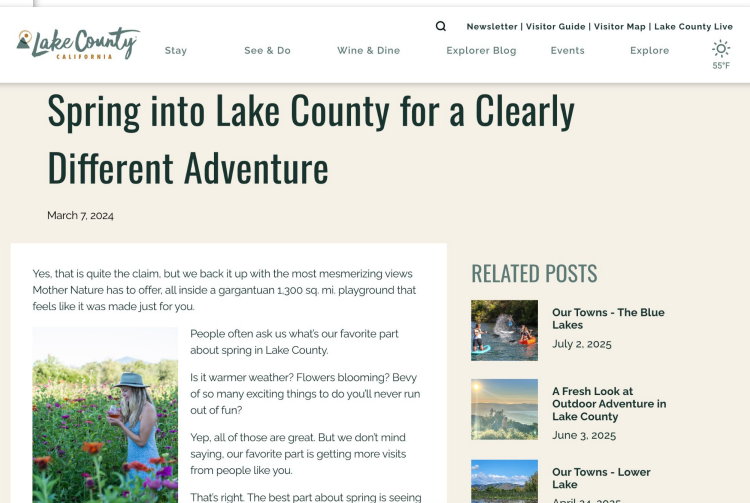 Newsletter | Visitor Guide | Visitor Map | Lake County Live
Lake County
CALIFORNIA
Stay
See & Do
Wine & Dine
Explorer Blog
Events
Explore
55°F
Spring into Lake County for a Clearly
Different Adventure
March 7, 2024
Yes, that is quite the claim, but we back it up with the most mesmerizing views
Mother Nature has to offer, all inside a gargantuan 1,300 sq. mi. playground that
feels like it was made just for you.
People often ask us what's our favorite part
about spring in Lake County.
Is it warmer weather? Flowers blooming? Bevy
of so many exciting things to do you'll never run
out of fun?
Yep, all of those are great. But we don't mind
saying, our favorite part is getting more visits
from people like you.
That's right. The best part about spring is seeing
RELATED POSTS
Our Towns - The Blue
Lakes
July 2, 2025
A Fresh Look at
Outdoor Adventure in
Lake County
June 3, 2025
Our Towns - Lower
Lake
April 24, 2025